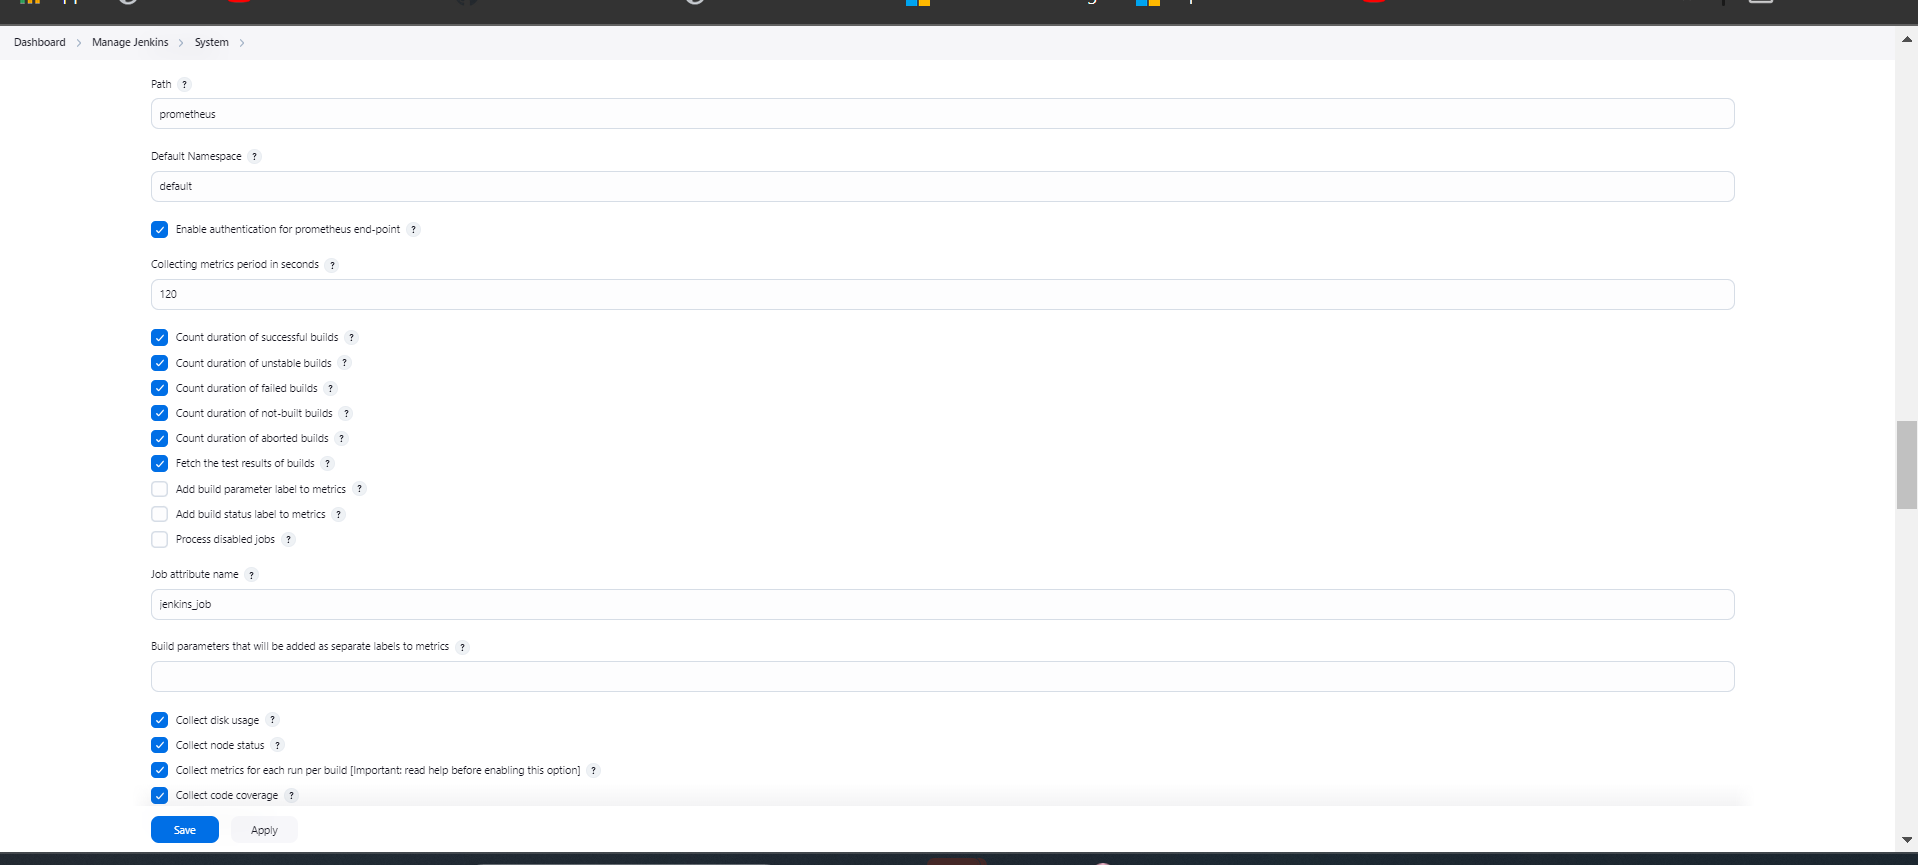 Dashboard > Manage Jenkins > System >
Path ?
prometheus
Default Namespace ?
default
Enable authentication for prometheus end-point ?
Collecting metrics period in seconds ?
120
Count duration of successful builds ?
Count duration of unstable builds ?
Count duration of failed builds ?
Count duration of not-built builds ?
Count duration of aborted builds ?
Fetch the test results of builds ?
Add build parameter label to metrics ?
Add build status label to metrics ?
Process disabled jobs ?
Job attribute name ?
jenkins_job
Build parameters that will be added as separate labels to metrics ?
Collect disk usage ?
Collect node status ?
Collect metrics for each run per build [Important: read help before enabling this option] ?
Collect code coverage ?
Save Apply